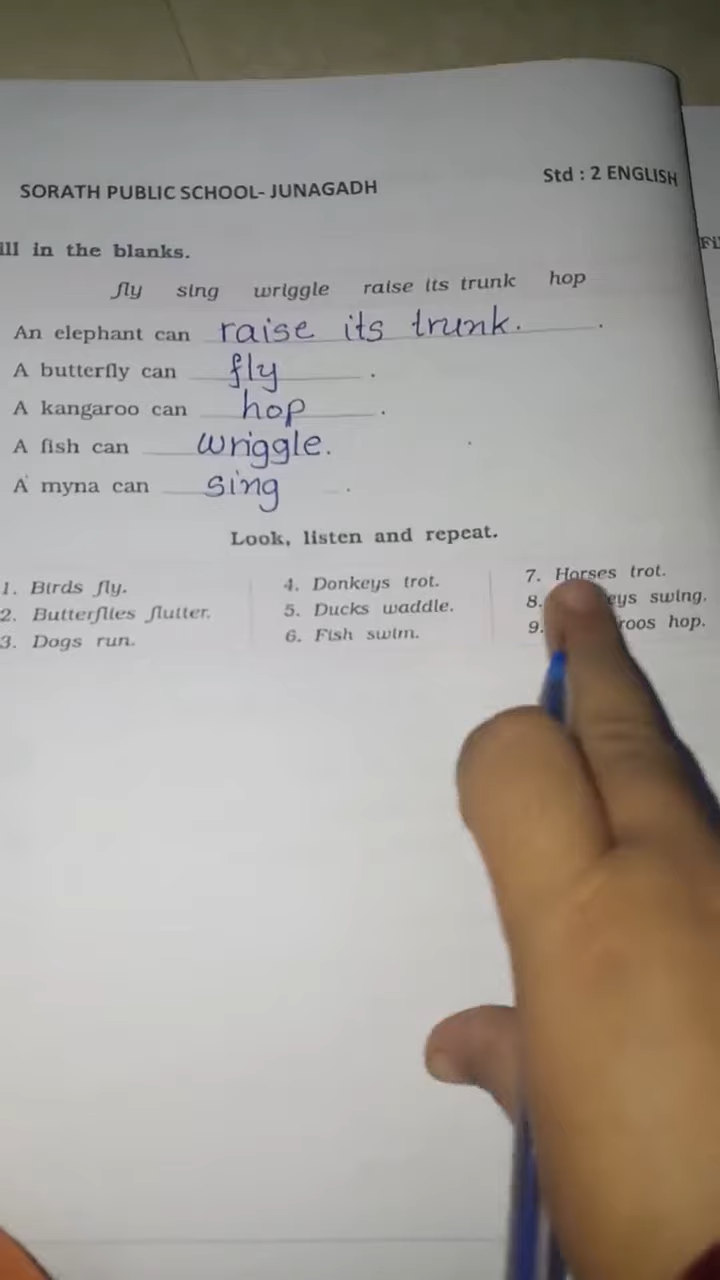 SORATH PUBLIC SCHOOL- JUNAGADH Std : 2 ENGLISH
ill in the blanks.
fly sing wriggle raise its trunk hop
An elephant can raise its trunk. .
A butterfly can fly .
A kangaroo can hop .
A fish can wriggle.
A myna can sing .
Look, listen and repeat.
1. Birds fly.
2. Butterflies flutter.
3. Dogs run.
4. Donkeys trot.
5. Ducks waddle.
6. Fish swim.
7. Horses trot.
8. eys swing.
9. roos hop.